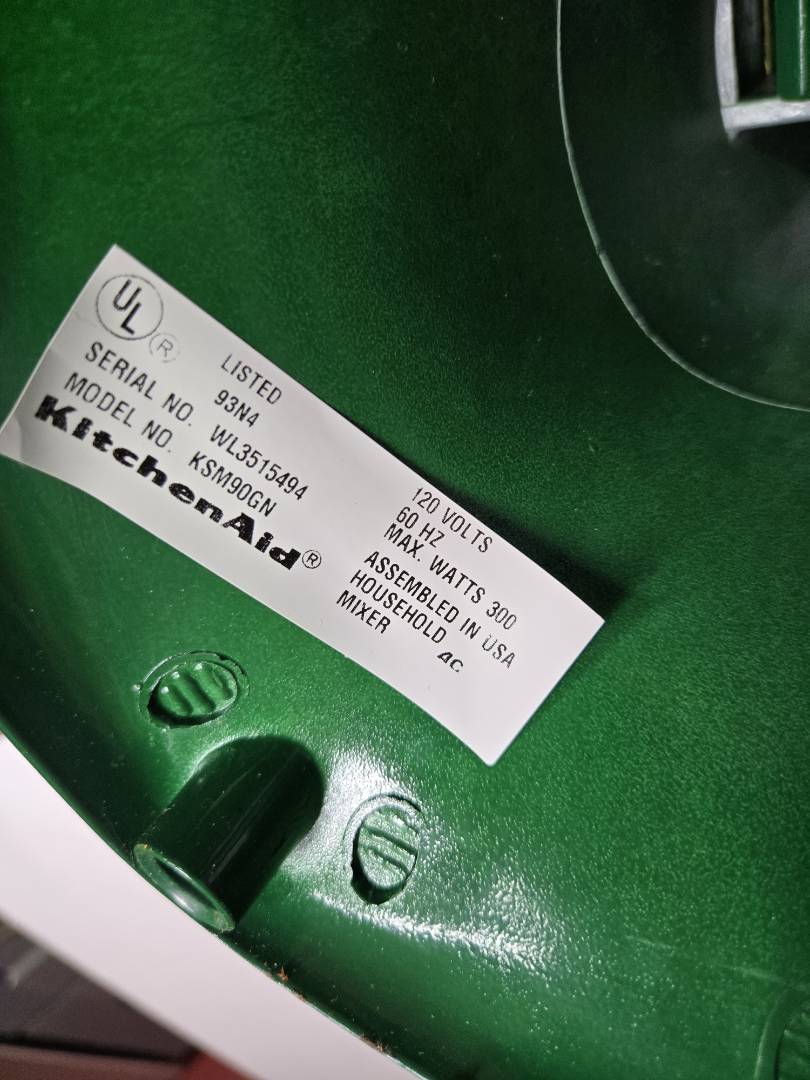 UL ®
LISTED
93N4
SERIAL NO. WL3515494
MODEL NO. KSM90GN
KitchenAid®
120 VOLTS
60 HZ
MAX. WATTS 300
ASSEMBLED IN USA
HOUSEHOLD
MIXER 4C